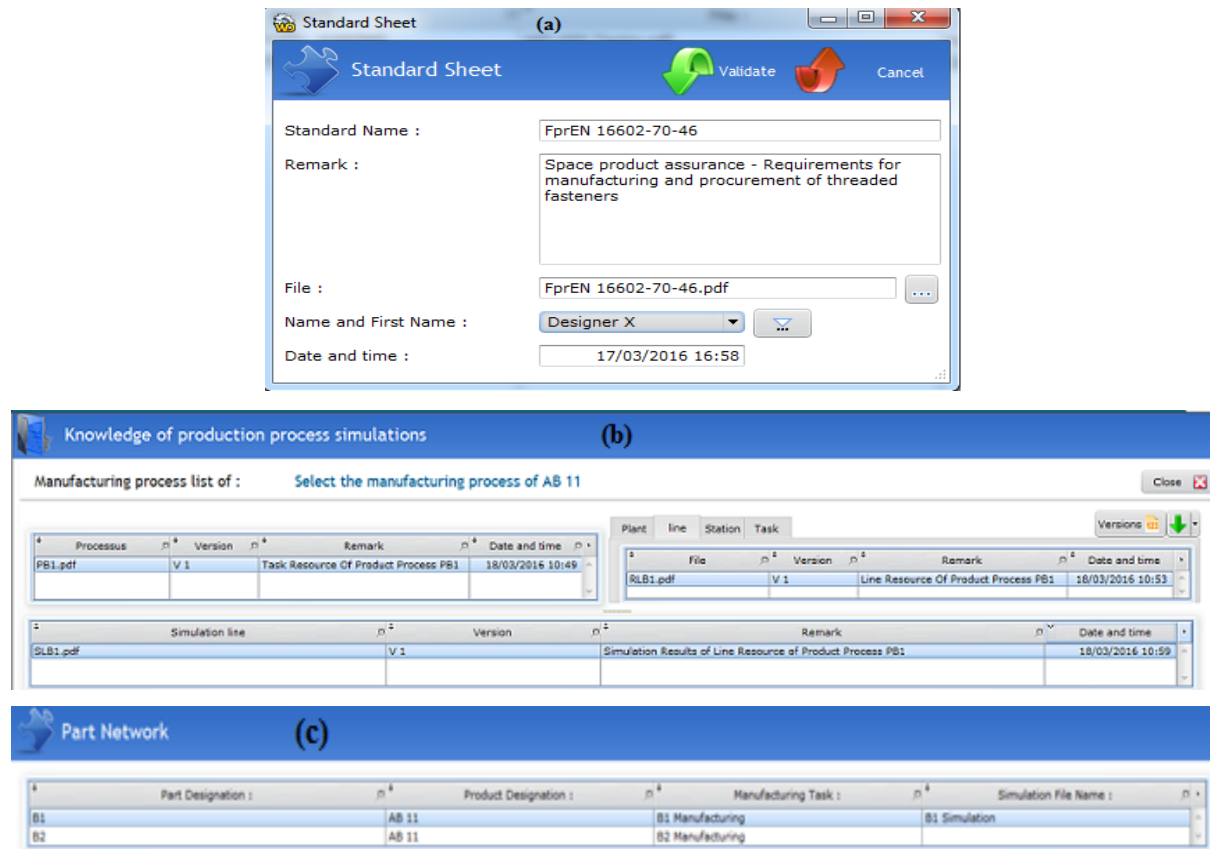 Standard Sheet (a)
Standard Sheet Validate Cancel
Standard Name : FprEN 16602-70-46
Remark : Space product assurance - Requirements for
manufacturing and procurement of threaded
fasteners
File : FprEN 16602-70-46.pdf ...
Name and First Name : Designer X
Date and time : 17/03/2016 16:58
Knowledge of production process simulations (b)
Manufacturing process list of : Select the manufacturing process of AB 11 Close
Plant line Station Task Versions
Processus Version Remark Date and time
File Version Remark Date and time
PB1.pdf V 1 Task Resource Of Product Process PB1 18/03/2016 10:49
RLB1.pdf V 1 Line Resource Of Product Process PB1 18/03/2016 10:53
Simulation line Version Remark Date and time
SLB1.pdf V 1 Simulation Results of Line Resource of Product Process PB1 18/03/2016 10:59
Part Network (c)
Part Designation : Product Designation : Manufacturing Task : Simulation File Name :
B1 AB 11 B1 Manufacturing B1 Simulation
B2 AB 11 B2 Manufacturing